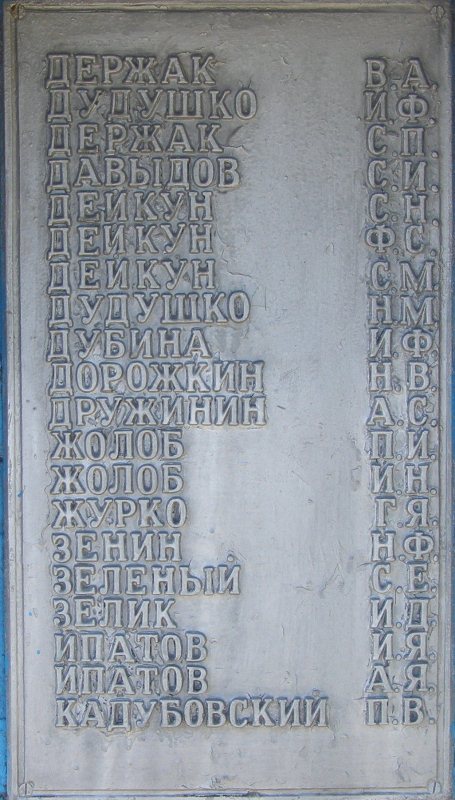 ДЕРЖАК В.А.
ДУДУШКО И.Ф.
ДЕРЖАК С.П.
ДАВЫДОВ С.И.
ДЕЙКУН С.Н.
ДЕЙКУН Ф.С.
ДЕЙКУН С.М.
ДУДУШКО Н.М.
ДУБИНА И.Ф.
ДОРОЖКИН Н.В.
ДРУЖИНИН А.С.
ЖОЛОБ П.И.
ЖОЛОБ И.Н.
ЖУРКО Г.Я.
ЗЕНИН Н.Ф.
ЗЕЛЕНЫЙ С.Е.
ЗЕЛИК И.Д.
ИПАТОВ И.Я.
ИПАТОВ А.Я.
КАДУБОВСКИЙ П.В.